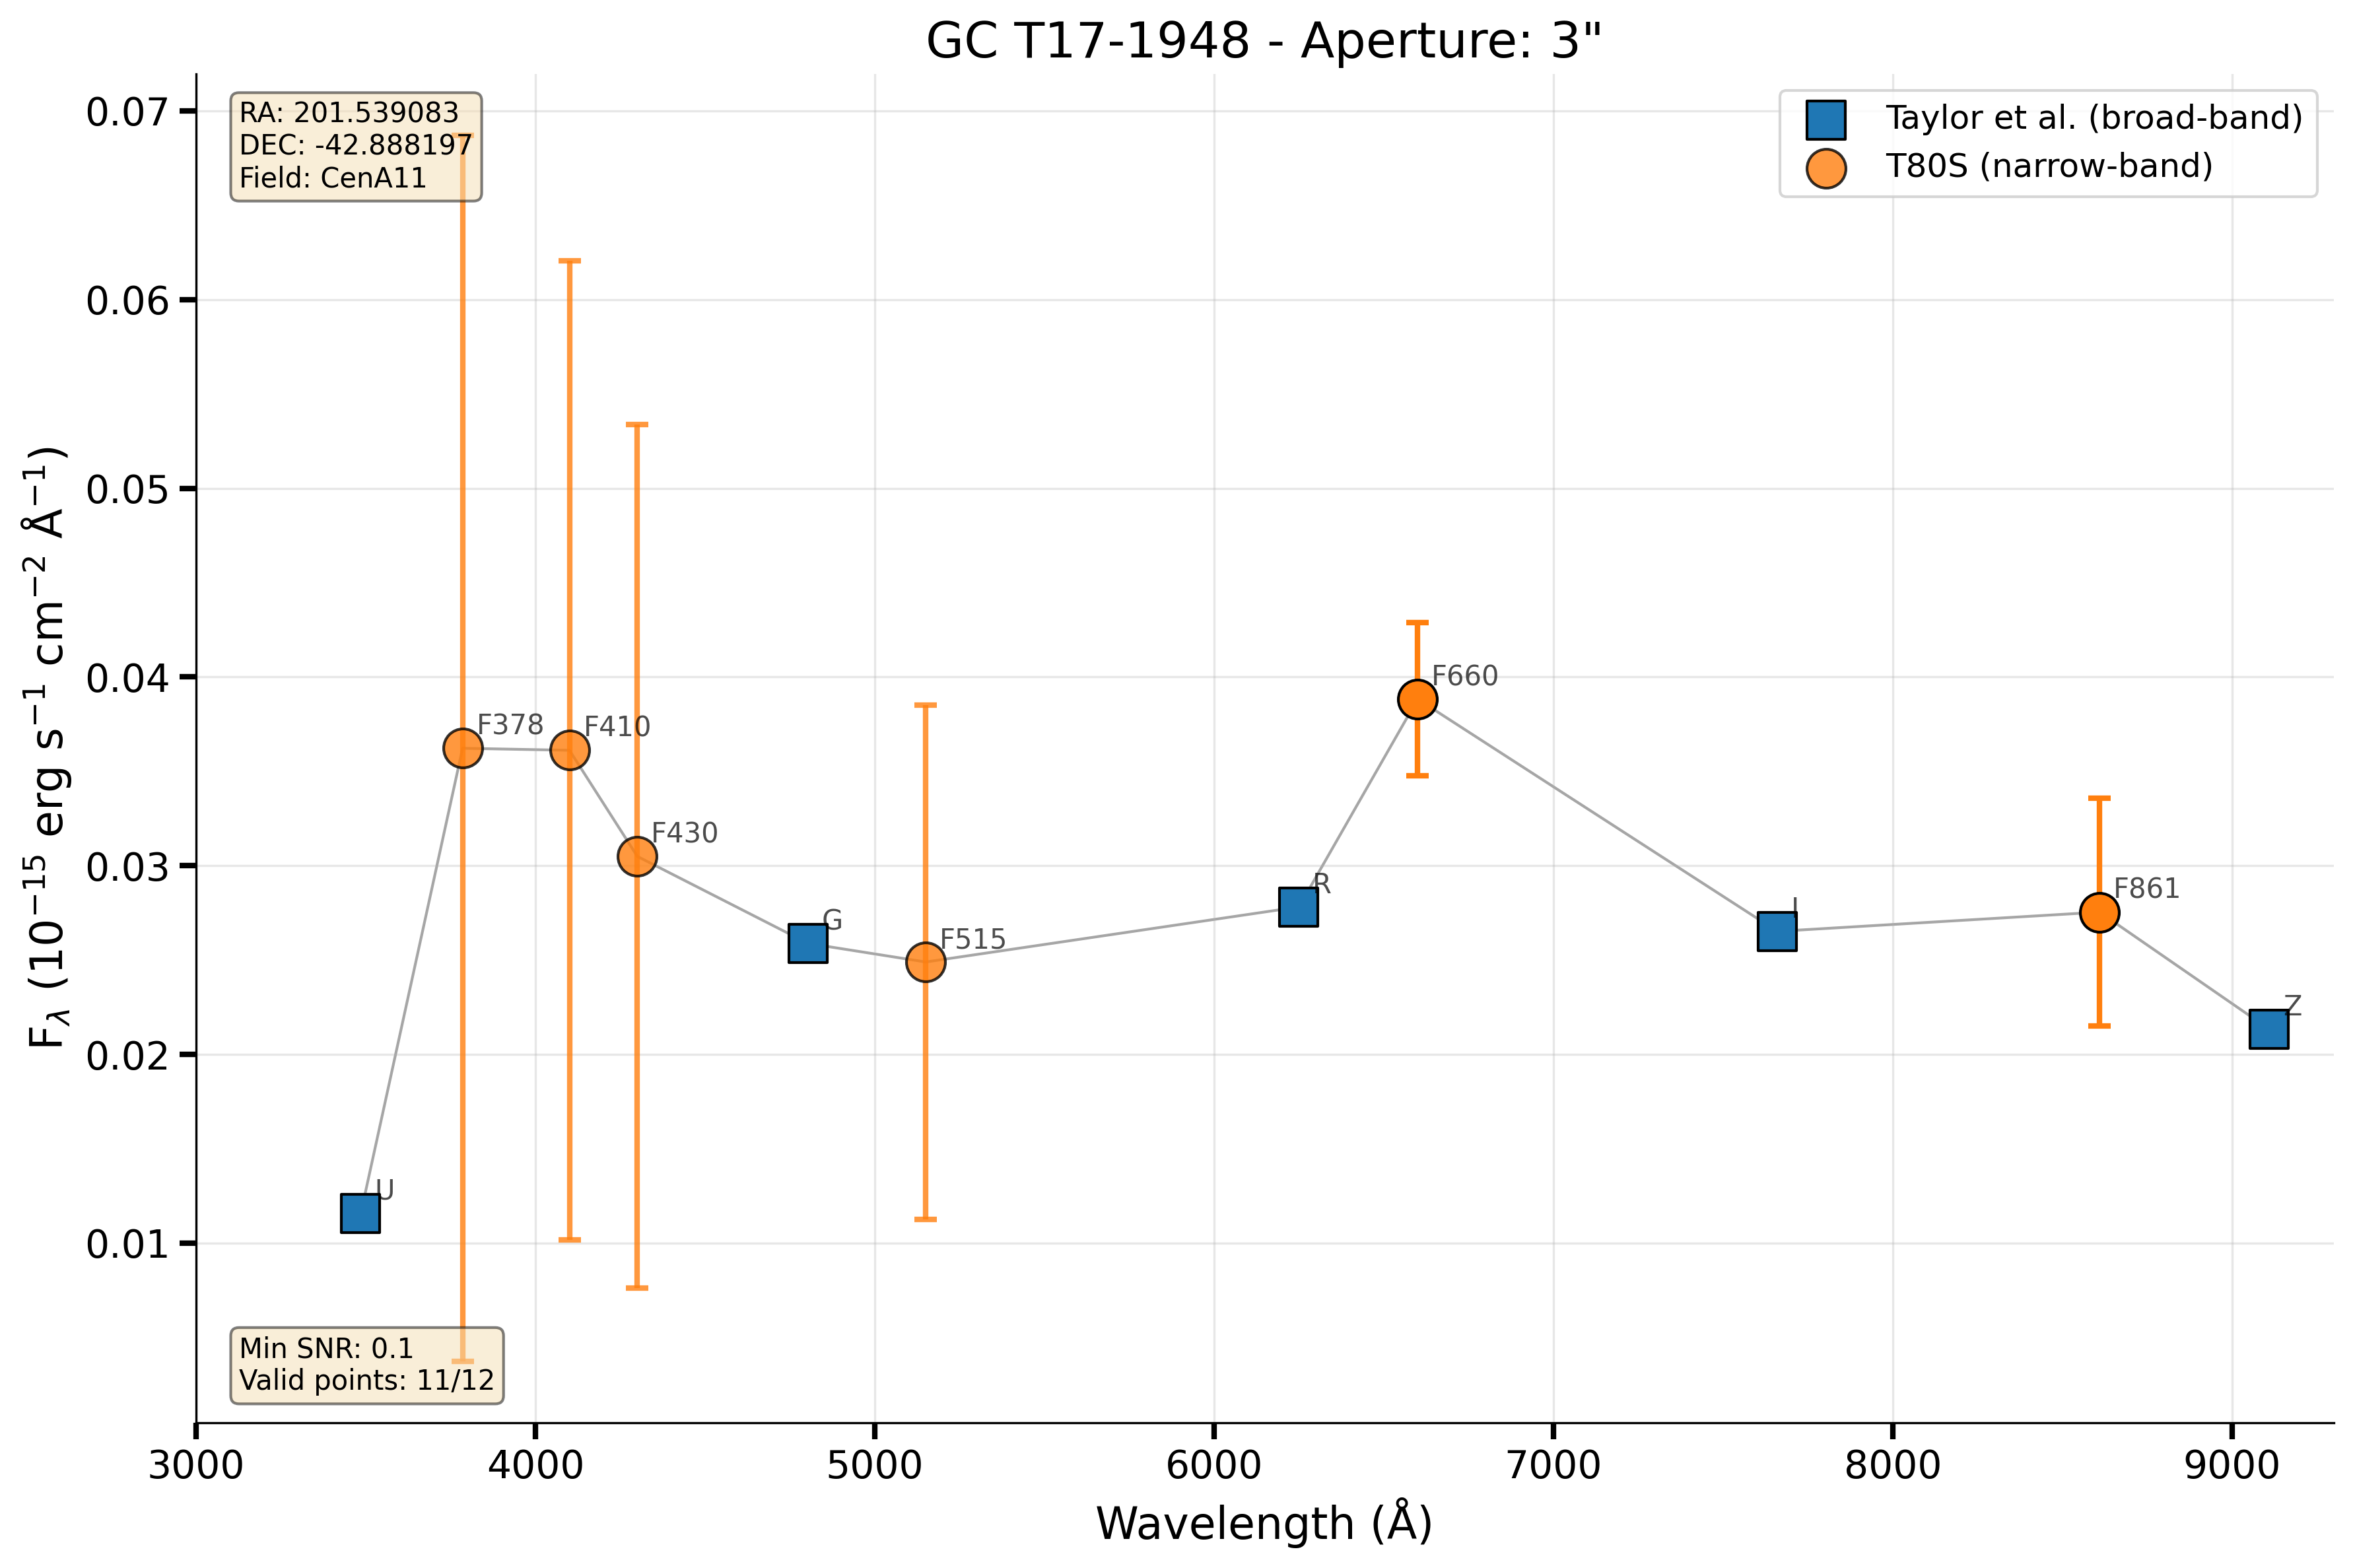 GC T17-1948 - Aperture: 3"
RA: 201.539083
DEC: -42.888197
Field: CenA11
Taylor et al. (broad-band)
T80S (narrow-band)
0.07
0.06
0.05
0.04
0.03
0.02
0.01
F_λ (10⁻¹⁵ erg s⁻¹ cm⁻² Å⁻¹)
U
F378
F410
F430
G
F515
R
F660
I
F861
Z
Min SNR: 0.1
Valid points: 11/12
3000
4000
5000
6000
7000
8000
9000
Wavelength (Å)